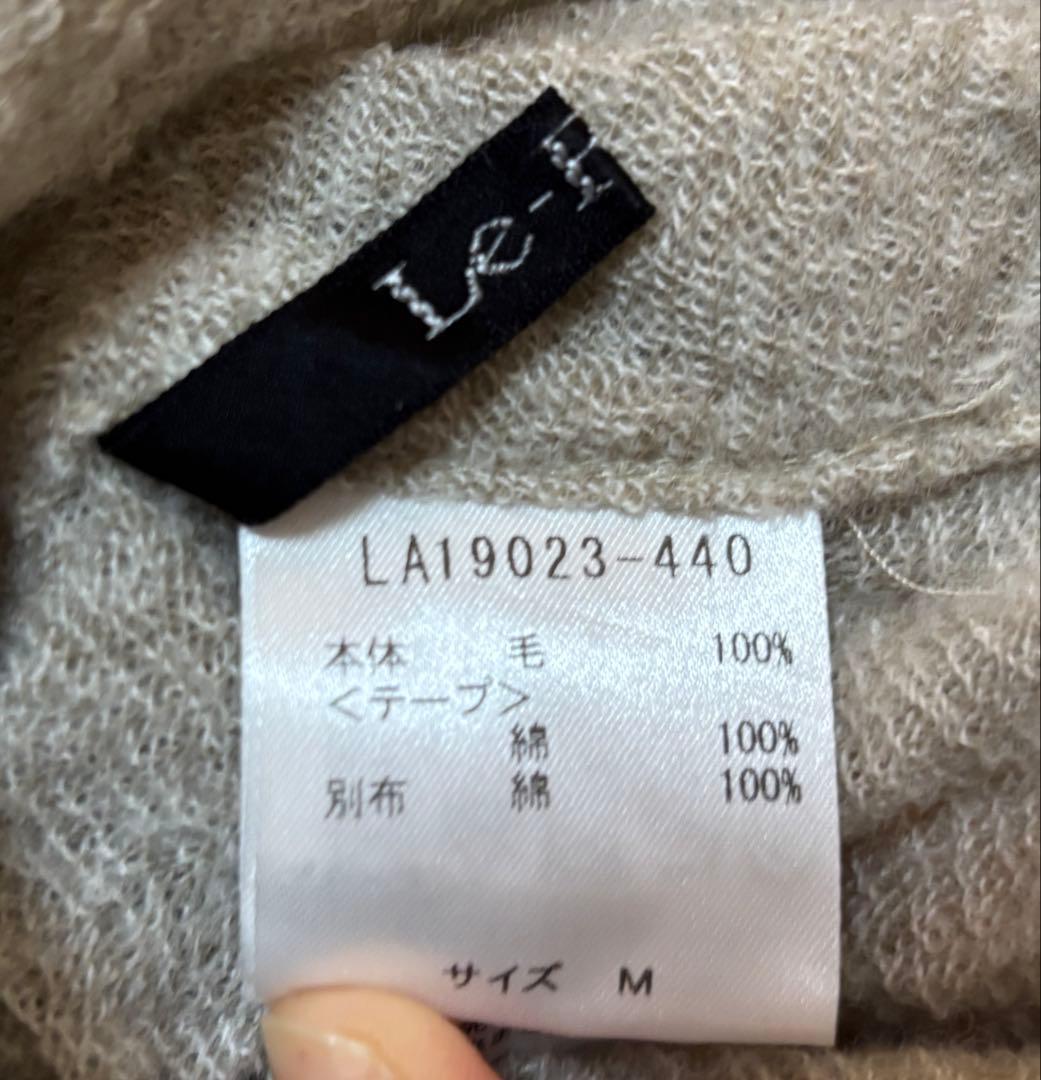 Le-
LA19023-440
本体 毛 100%
<テープ>
綿 100%
別布 綿 100%
サイズ M